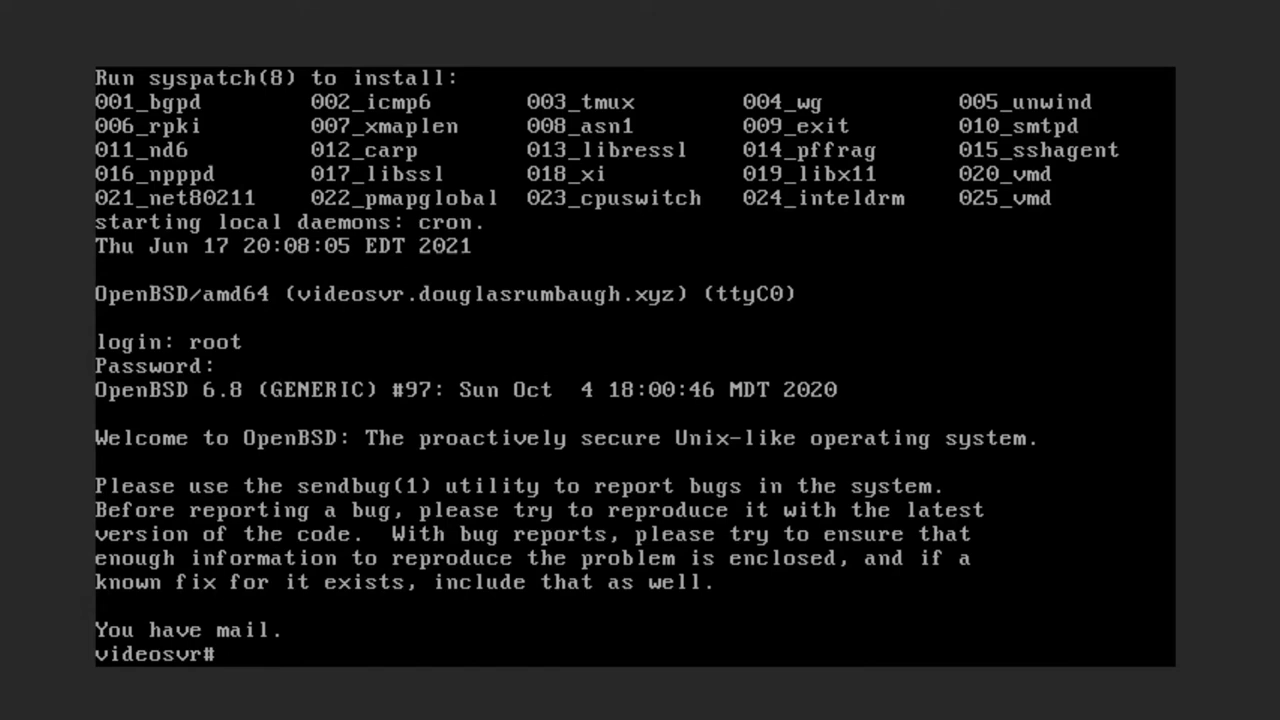 Run syspatch(8) to install:
001_bgpd        002_icmp6       003_tmux        004_wg          005_unwind
006_rpki        007_xmaplen     008_asn1        009_exit        010_smtpd
011_nd6         012_carp        013_libressl    014_pffrag      015_sshagent
016_npppd       017_libssl      018_xi          019_libx11      020_vmd
021_net80211    022_pmapglobal  023_cpuswitch   024_inteldrm    025_vmd
starting local daemons: cron.
Thu Jun 17 20:08:05 EDT 2021

OpenBSD/amd64 (videosvr.douglasrumbaugh.xyz) (ttyC0)

login: root
Password:
OpenBSD 6.8 (GENERIC) #97: Sun Oct  4 18:00:46 MDT 2020

Welcome to OpenBSD: The proactively secure Unix-like operating system.

Please use the sendbug(1) utility to report bugs in the system.
Before reporting a bug, please try to reproduce it with the latest
version of the code.  With bug reports, please try to ensure that
enough information to reproduce the problem is enclosed, and if a
known fix for it exists, include that as well.

You have mail.
videosvr#